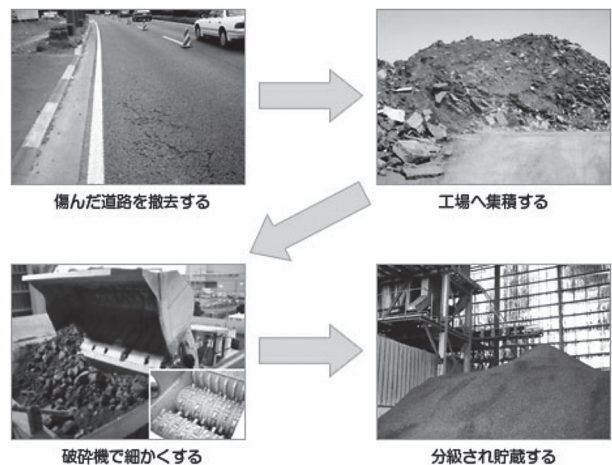 傷んだ道路を撤去する
工場へ集積する
破砕機で細かくする
分級され貯蔵する